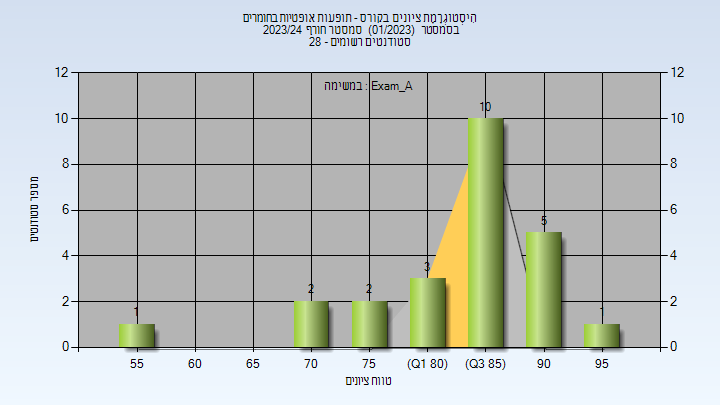 היסטוגרמת ציונים בקורס - תופעות אופטיות בחומרים
בסמסטר (01/2023) סמסטר חורף 2023/24
סטודנטים רשומים - 28
במשימה : Exam_A
12 12
10 10
8 8
6 6
4 4
2 2
0 0
מספר סטודנטים
1 2 2 3 10 5 1
55 60 65 70 75 (Q1 80) (Q3 85) 90 95
טווח ציונים